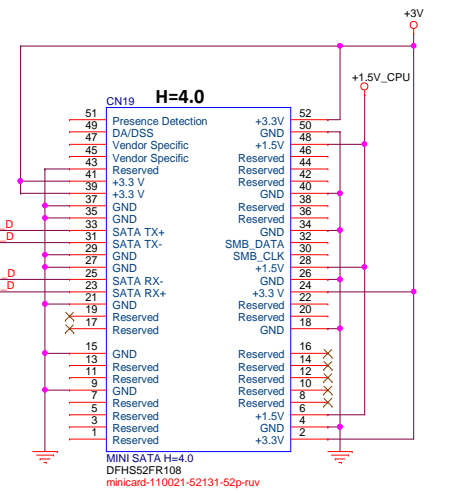 +3V
+1.5V_CPU
CN19 H=4.0
51 Presence Detection +3.3V 52
49 DA/DSS GND 50
47 Vendor Specific +1.5V 48
45 Vendor Specific Reserved 46
43 Reserved Reserved 44
41 +3.3 V Reserved 42
39 +3.3 V GND 40
37 GND Reserved 38
35 GND Reserved 36
_D 33 SATA TX+ GND 34
_D 31 SATA TX- SMB_DATA 32
29 GND SMB_CLK 30
27 GND +1.5V 28
_D 25 SATA RX- GND 26
_D 23 SATA RX+ +3.3 V 24
21 GND Reserved 22
19 Reserved Reserved 20
17 Reserved GND 18
15 GND Reserved 16
13 Reserved Reserved 14
11 Reserved Reserved 12
9 GND Reserved 10
7 Reserved Reserved 8
5 Reserved +1.5V 6
3 Reserved GND 4
1 Reserved +3.3V 2
MINI SATA H=4.0
DFHS52FR108
minicard-110021-52131-52p-ruv